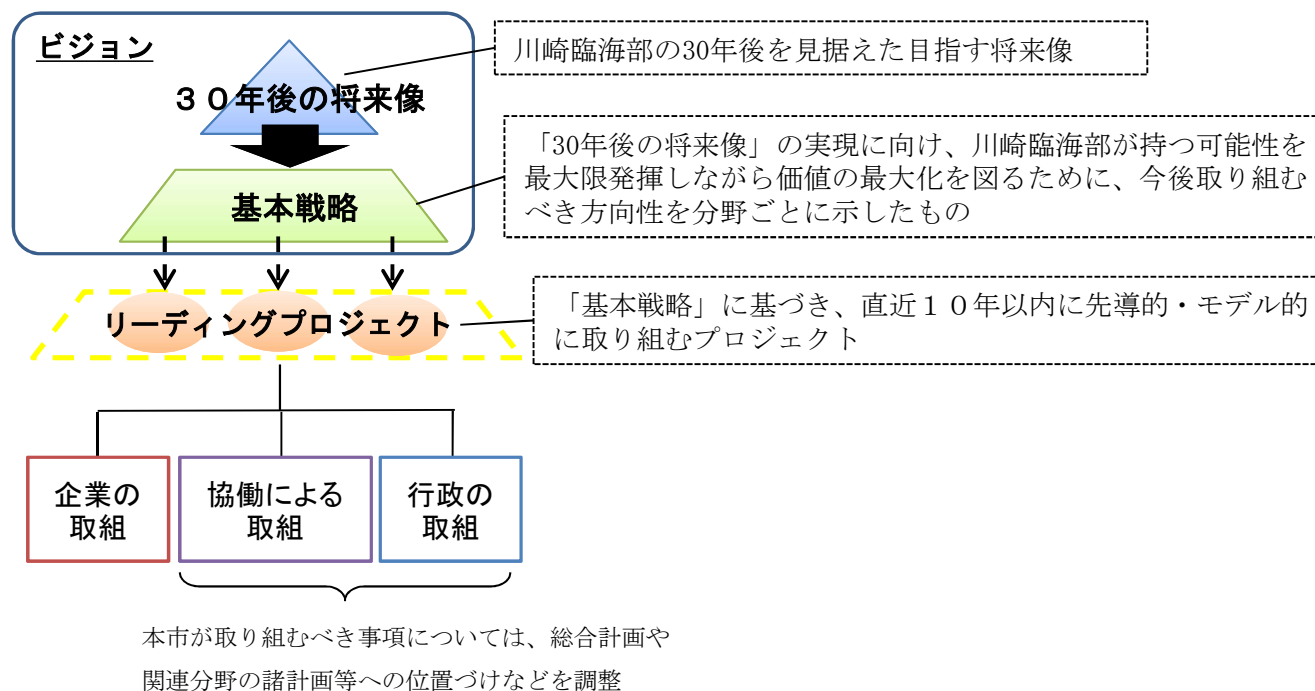 ビジョン
川崎臨海部の30年後を見据えた目指す将来像
３０年後の将来像
「30年後の将来像」の実現に向け、川崎臨海部が持つ可能性を
最大限発揮しながら価値の最大化を図るために、今後取り組む
べき方向性を分野ごとに示したもの
基本戦略
「基本戦略」に基づき、直近１０年以内に先導的・モデル的
に取り組むプロジェクト
リーディングプロジェクト
企業の
取組
協働による
取組
行政の
取組
本市が取り組むべき事項については、総合計画や
関連分野の諸計画等への位置づけなどを調整